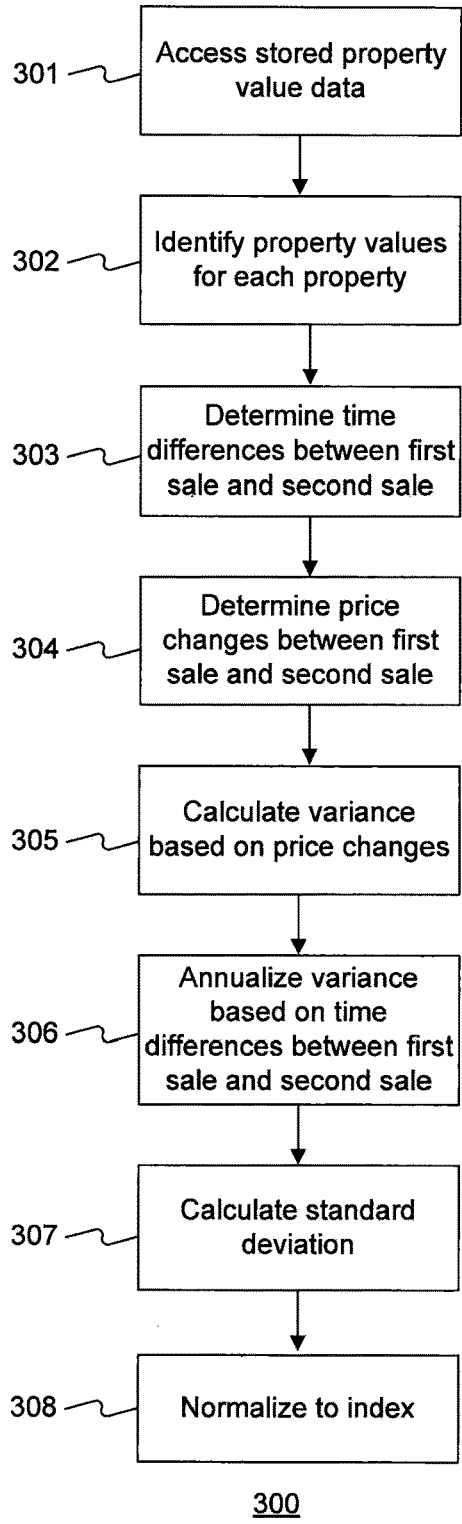 301
Access stored property
value data
302
Identify property values
for each property
303
Determine time
differences between first
sale and second sale
304
Determine price
changes between first
sale and second sale
305
Calculate variance
based on price changes
306
Annualize variance
based on time
differences between first
sale and second sale
307
Calculate standard
deviation
308
Normalize to index
300